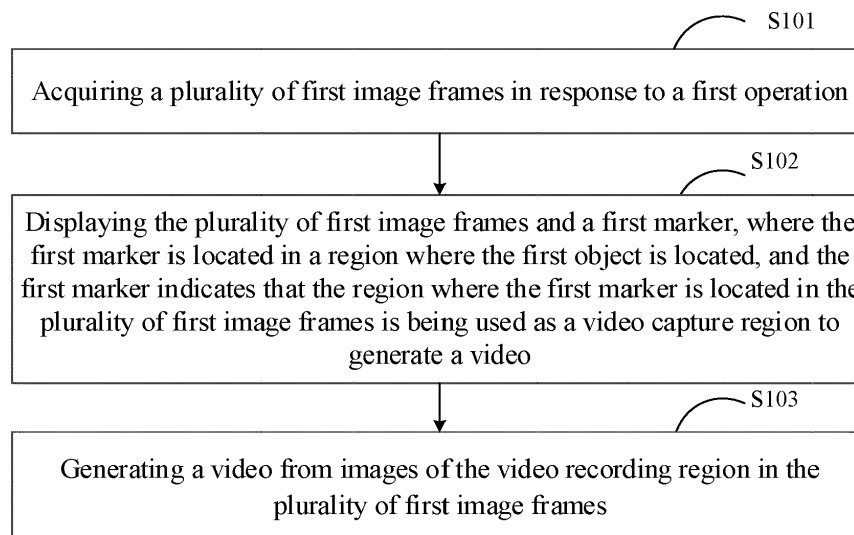 S101
Acquiring a plurality of first image frames in response to a first operation
S102
Displaying the plurality of first image frames and a first marker, where the
first marker is located in a region where the first object is located, and the
first marker indicates that the region where the first marker is located in the
plurality of first image frames is being used as a video capture region to
generate a video
S103
Generating a video from images of the video recording region in the
plurality of first image frames